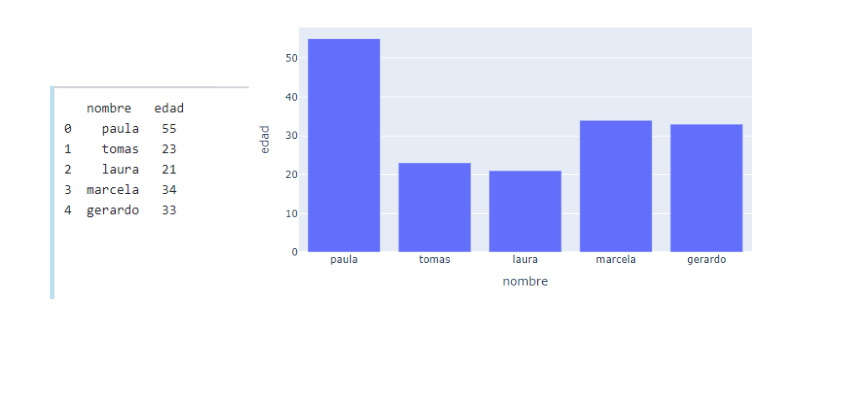 nombre edad
0 paula 55
1 tomas 23
2 laura 21
3 marcela 34
4 gerardo 33
edad
50
40
30
20
10
0
paula tomas laura marcela gerardo
nombre